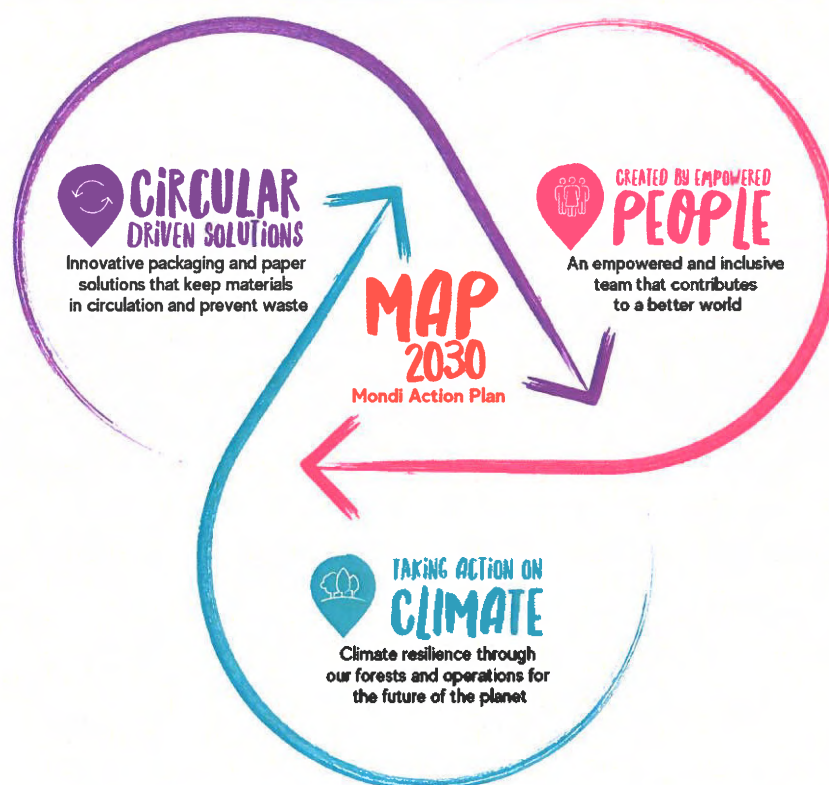 CIRCULAR
DRIVEN SOLUTIONS
Innovative packaging and paper
solutions that keep materials
in circulation and prevent waste
CREATED BY EMPOWERED
PEOPLE
An empowered and inclusive
team that contributes
to a better world
MAP
2030
Mondi Action Plan
TAKING ACTION ON
CLIMATE
Climate resilience through
our forests and operations for
the future of the planet